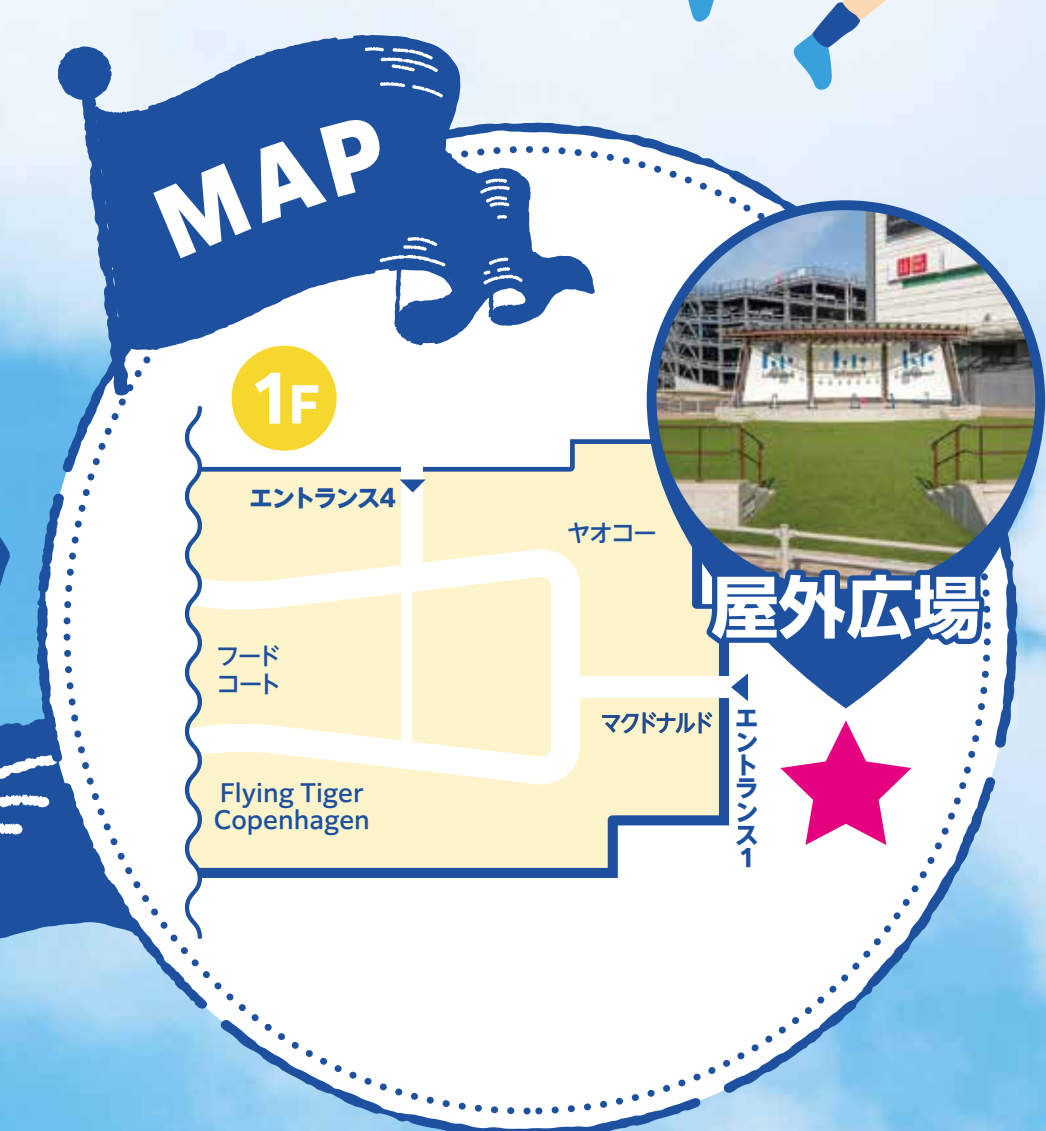 MAP
1F
エントランス4
ヤオコー
屋外広場
フード
コート
マクドナルド
エントランス1
Flying Tiger
Copenhagen